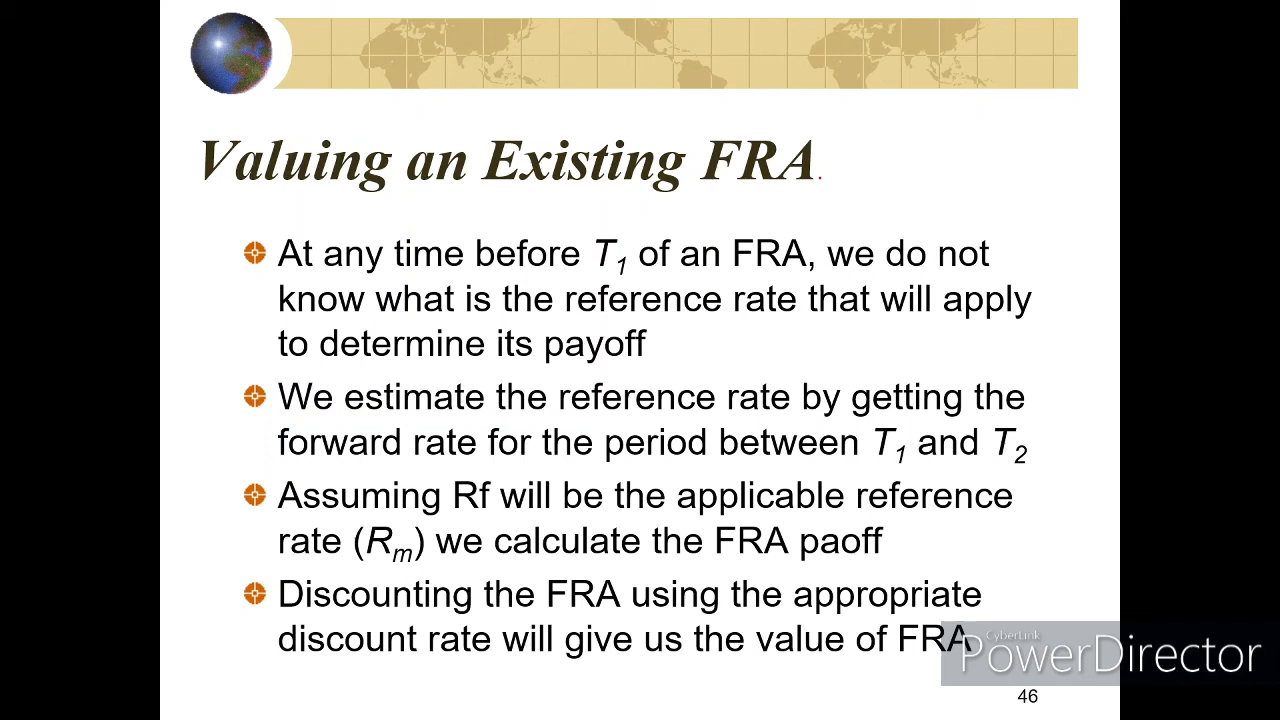 Valuing an Existing FRA.
At any time before T1 of an FRA, we do not
know what is the reference rate that will apply
to determine its payoff
We estimate the reference rate by getting the
forward rate for the period between T1 and T2
Assuming Rf will be the applicable reference
rate (Rm) we calculate the FRA paoff
Discounting the FRA using the appropriate
discount rate will give us the value of FRA
CyberLink
PowerDirector
46